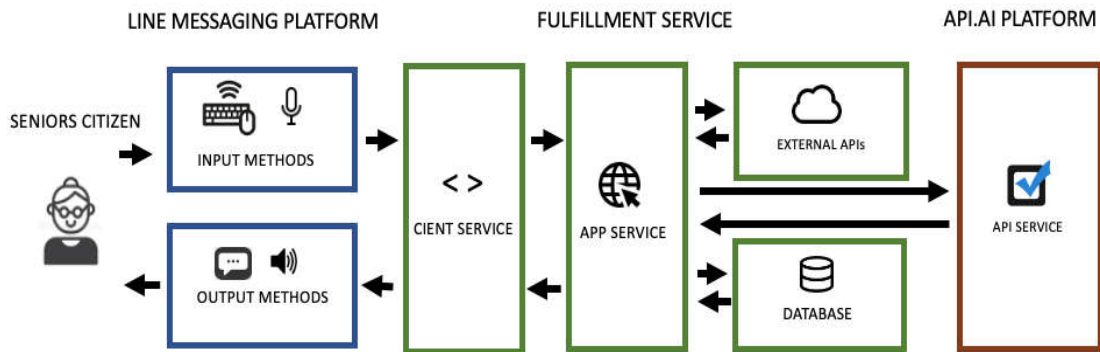 LINE MESSAGING PLATFORM
FULFILLMENT SERVICE
API.AI PLATFORM
SENIORS CITIZEN
INPUT METHODS
OUTPUT METHODS
< >
CIENT SERVICE
APP SERVICE
EXTERNAL APIs
DATABASE
API SERVICE